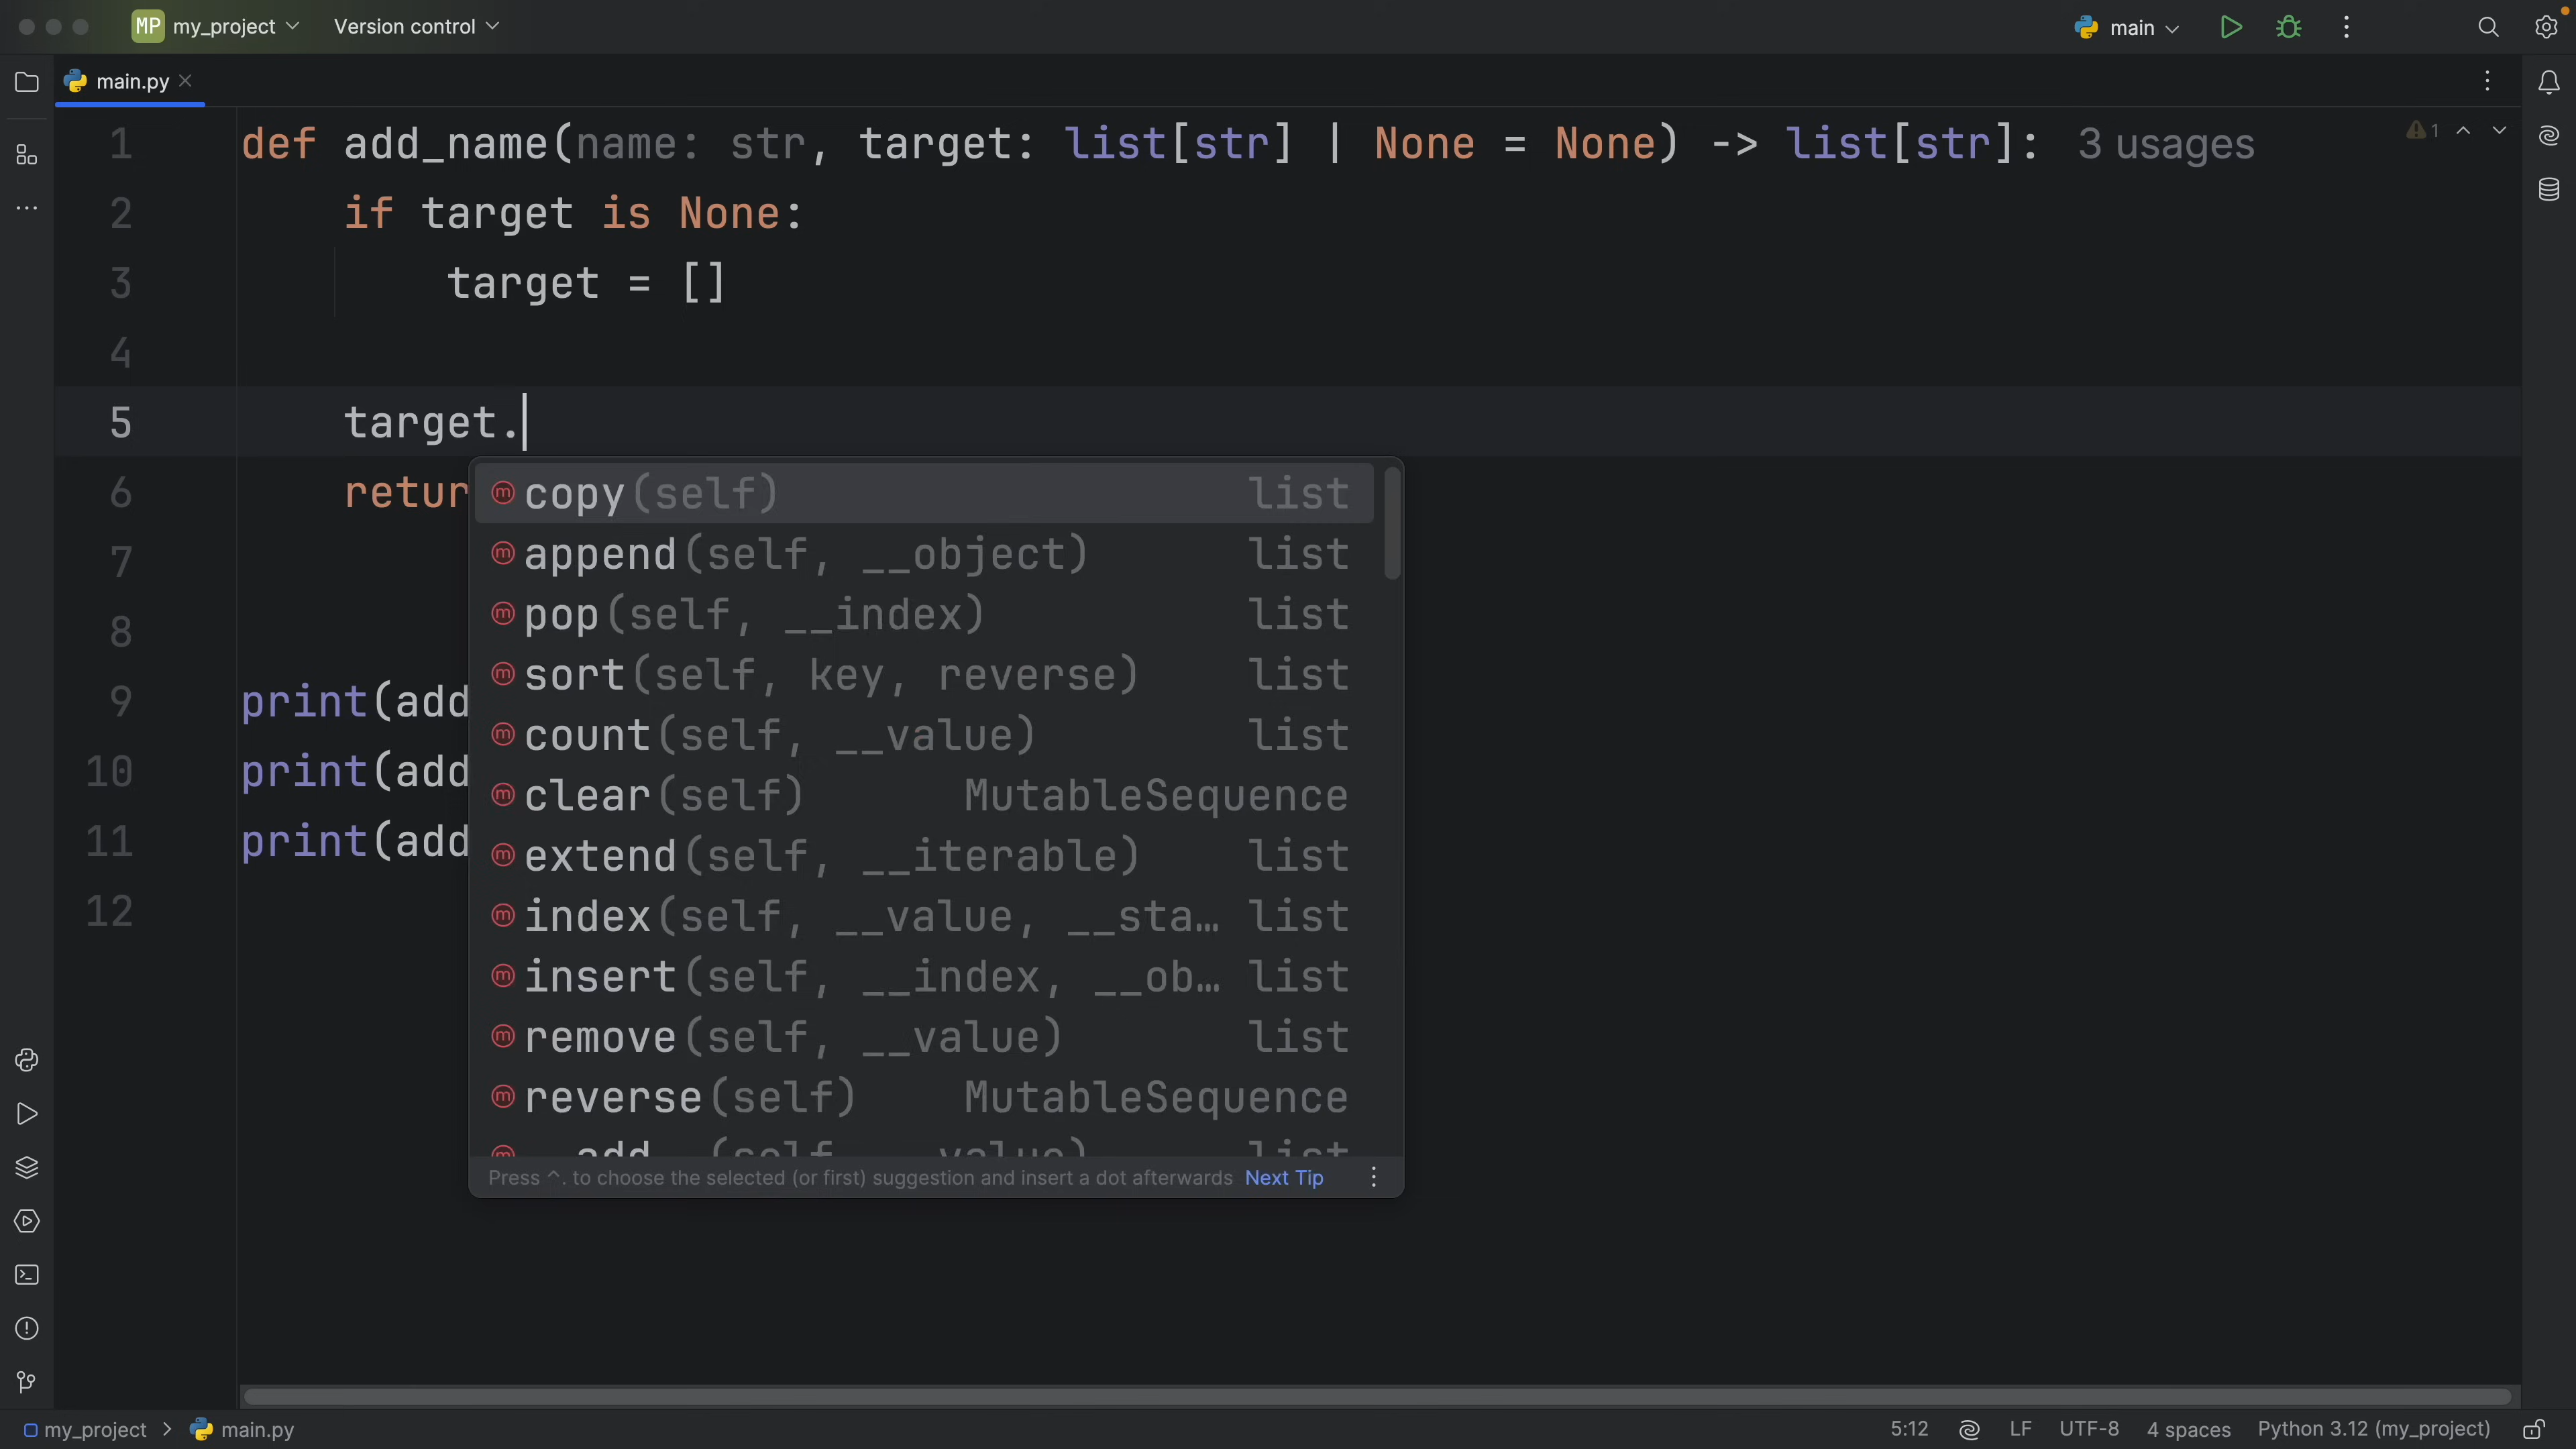 MP my_project Version control main
main.py
1 def add_name(name: str, target: list[str] | None = None) -> list[str]: 3 usages 1
2 if target is None:
3 target = []
4
5 target.
6 retur
7
8
9 print(add
10 print(add
11 print(add
12
copy(self) list
append(self, __object) list
pop(self, __index) list
sort(self, key, reverse) list
count(self, __value) list
clear(self) MutableSequence
extend(self, __iterable) list
index(self, __value, __sta… list
insert(self, __index, __ob… list
remove(self, __value) list
reverse(self) MutableSequence
__add__(self, __value) list
Press ^. to choose the selected (or first) suggestion and insert a dot afterwards Next Tip
my_project > main.py 5:12 LF UTF-8 4 spaces Python 3.12 (my_project)